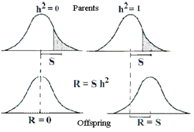 h² = 0 Parents h² = 1
S S
R = S h²
R = 0 Offspring R = S